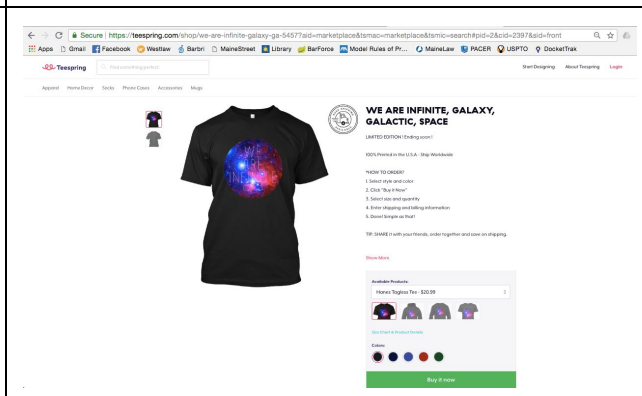 Secure https://teespring.com/shop/we-are-infinite-galaxy-ga-5457?aid=marketplace&tsmac=marketplace&tsmic=search#pid=2&cid=2397&sid=front
Apps Gmail Facebook Westlaw Barbri MaineStreet Library BarForce Model Rules of Pr... MaineLaw PACER USPTO DocketTrak
Teespring
Start Designing About Teespring Login
Apparel Home Decor Socks Phone Cases Accessories Mugs
WE ARE INFINITE, GALAXY,
GALACTIC, SPACE
LIMITED EDITION ! Ending soon !
100% Printed in the U.S.A - Ship Worldwide
*HOW TO ORDER?
1. Select style and color
2. Click "Buy it Now"
3. Select size and quantity
4. Enter shipping and billing information
5. Done! Simple as that!
TIP: SHARE it with your friends, order together and save on shipping.
Show More
Available Products:
Hanes Tagless Tee - $20.99
Size Chart & Product Details
Colors:
Buy it now
WE
ARE
INFINITE